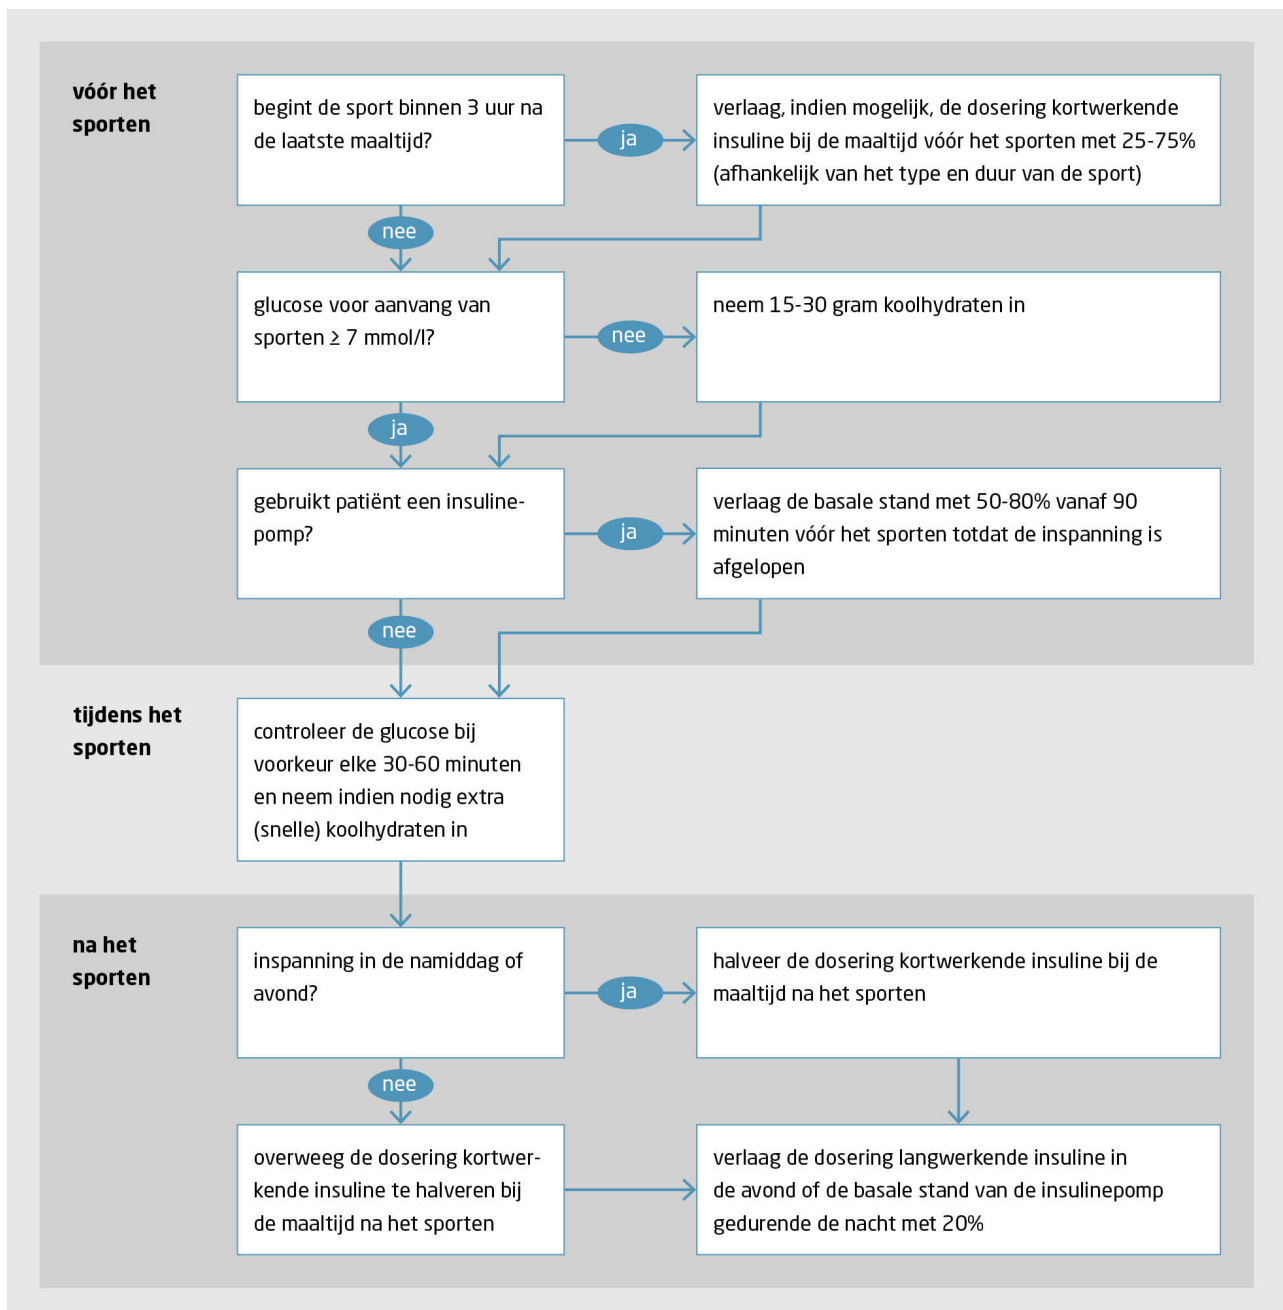 vóór het
sporten
begint de sport binnen 3 uur na
de laatste maaltijd?
ja
verlaag, indien mogelijk, de dosering kortwerkende
insuline bij de maaltijd vóór het sporten met 25-75%
(afhankelijk van het type en duur van de sport)
nee
glucose voor aanvang van
sporten ≥ 7 mmol/l?
nee
neem 15-30 gram koolhydraten in
ja
gebruikt patiënt een insuline-
pomp?
ja
verlaag de basale stand met 50-80% vanaf 90
minuten vóór het sporten totdat de inspanning is
afgelopen
nee
tijdens het
sporten
controleer de glucose bij
voorkeur elke 30-60 minuten
en neem indien nodig extra
(snelle) koolhydraten in
na het
sporten
inspanning in de namiddag of
avond?
ja
halveer de dosering kortwerkende insuline bij de
maaltijd na het sporten
nee
overweeg de dosering kortwer-
kende insuline te halveren bij
de maaltijd na het sporten
verlaag de dosering langwerkende insuline in
de avond of de basale stand van de insulinepomp
gedurende de nacht met 20%